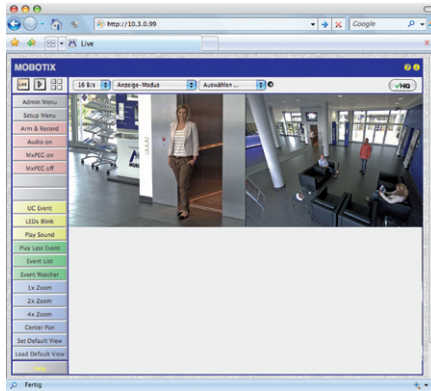 http://10.3.0.99
Google
Live
MOBOTIX
LIVE
16 B/s
Anzeige-Modus
Auswählen ...
HQ
Admin Menu
Setup Menu
Arm & Record
Audio on
MxPEG on
MxPEG off
UC Event
LEDs Blink
Play Sound
Play Last Event
Event List
Event Watcher
1x Zoom
2x Zoom
4x Zoom
Center Pan
Set Default View
Load Default View
Fertig